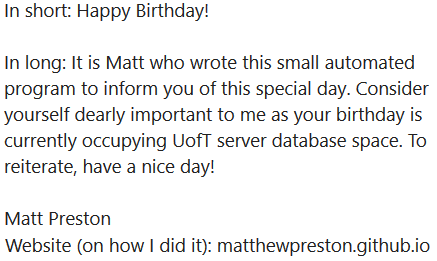 In short: Happy Birthday!
In long: It is Matt who wrote this small automated
program to inform you of this special day. Consider
yourself dearly important to me as your birthday is
currently occupying UofT server database space. To
reiterate, have a nice day!
Matt Preston
Website (on how I did it): matthewpreston.github.io